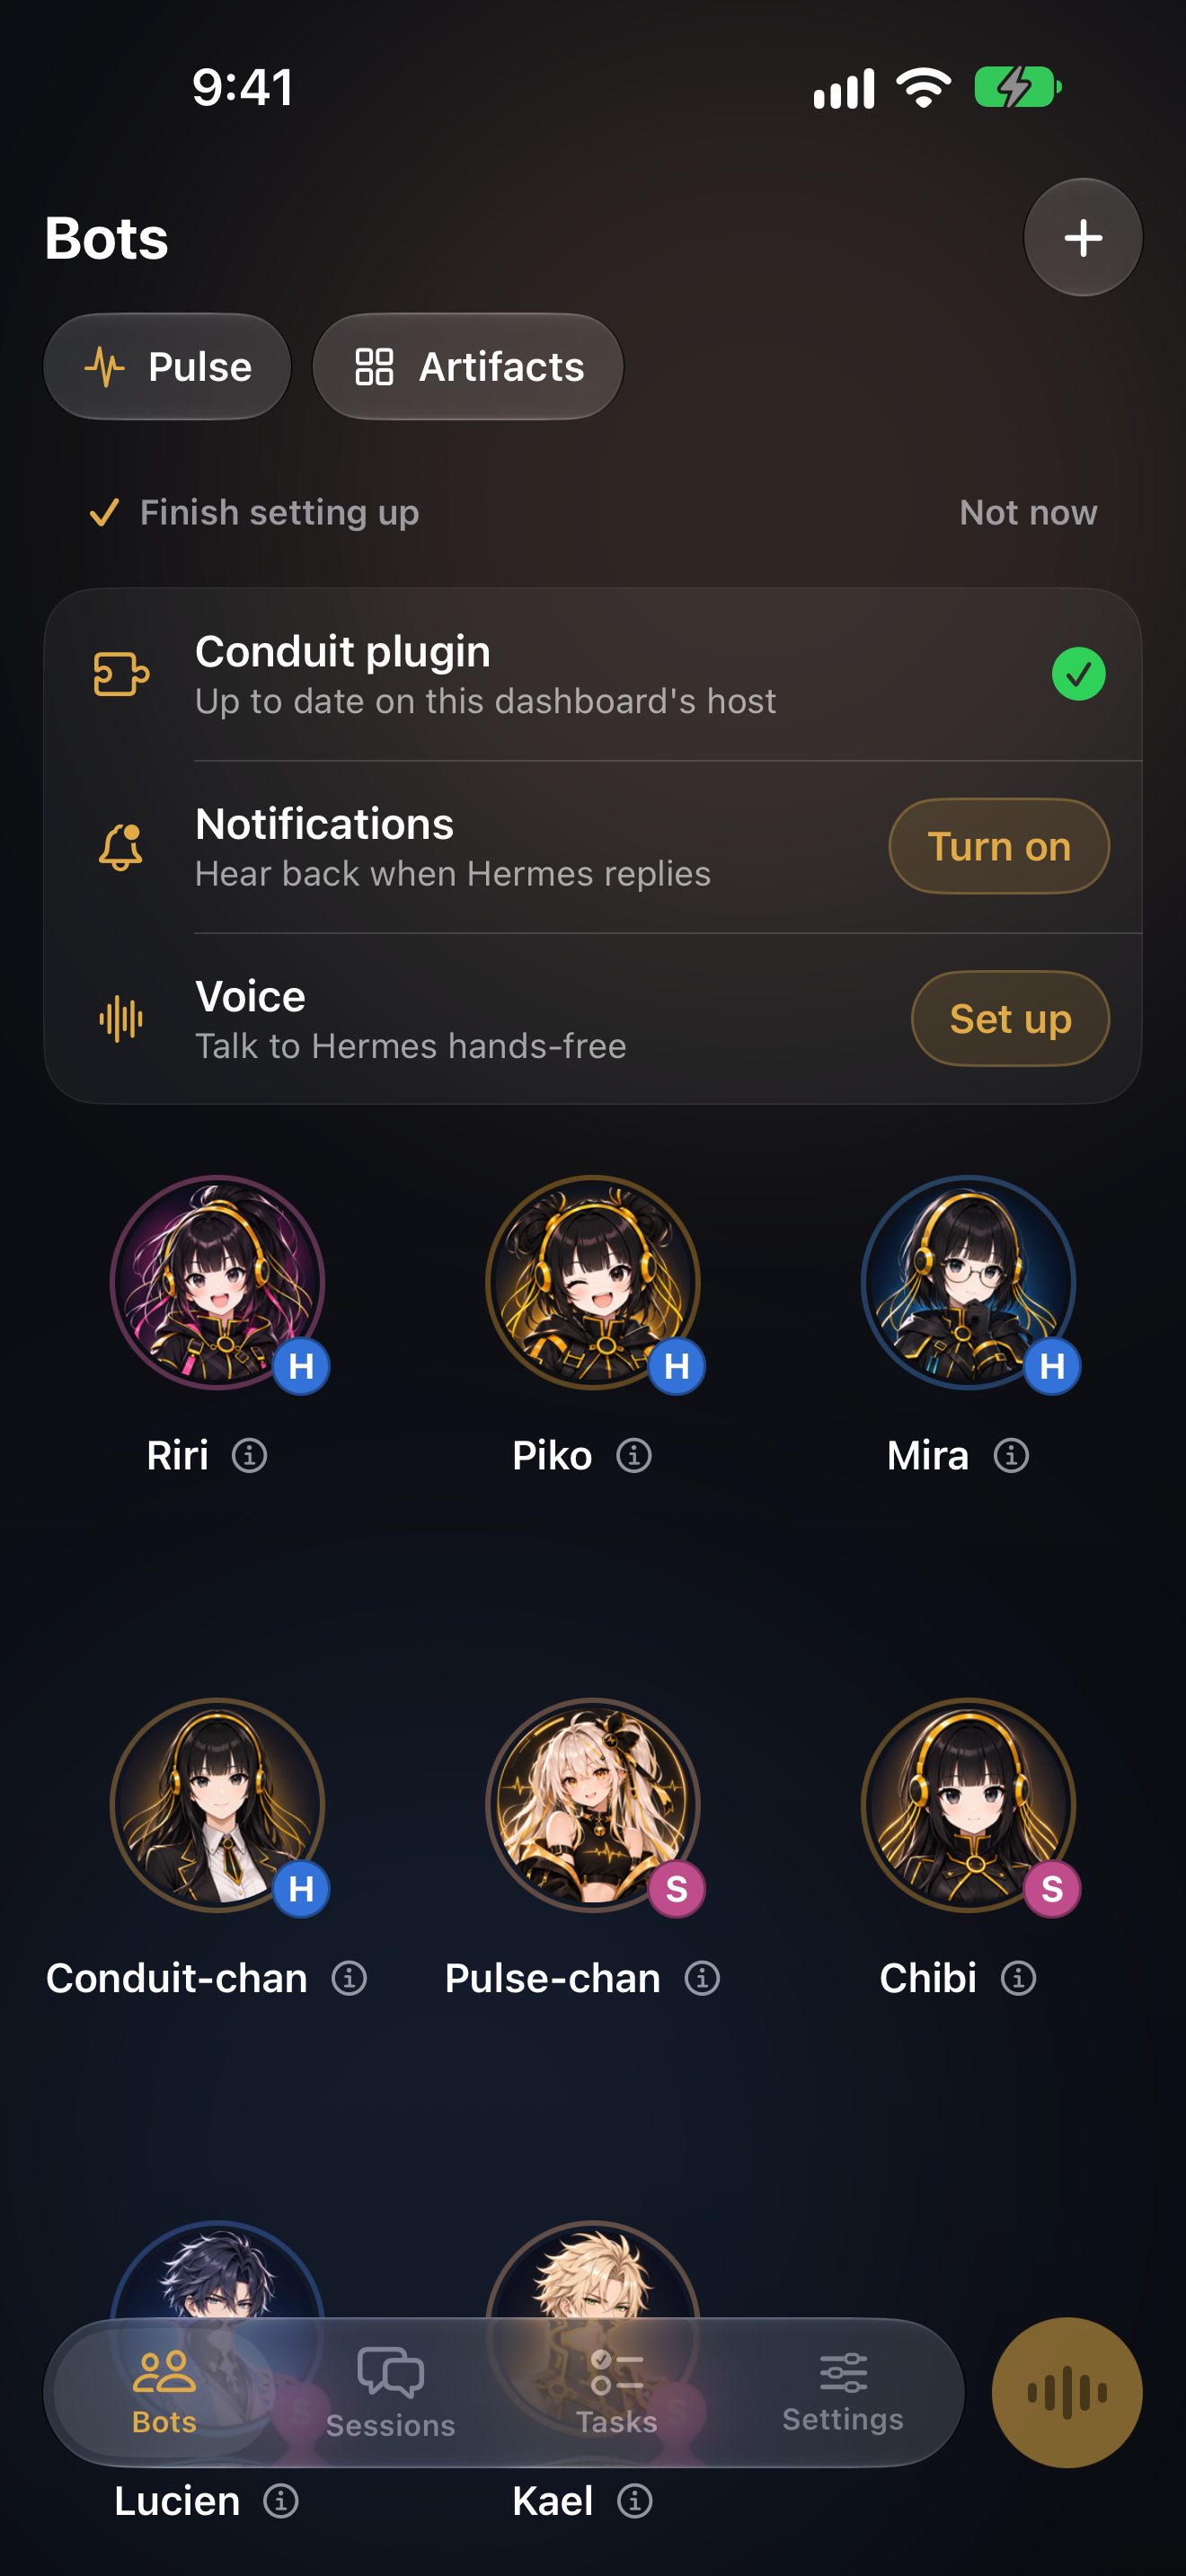 9:41
Bots
Pulse
Artifacts
Finish setting up
Not now
Conduit plugin
Up to date on this dashboard's host
Notifications
Hear back when Hermes replies
Turn on
Voice
Talk to Hermes hands-free
Set up
H
H
H
Riri
Piko
Mira
H
S
S
Conduit-chan
Pulse-chan
Chibi
S
S
Bots
Sessions
Tasks
Settings
Lucien
Kael